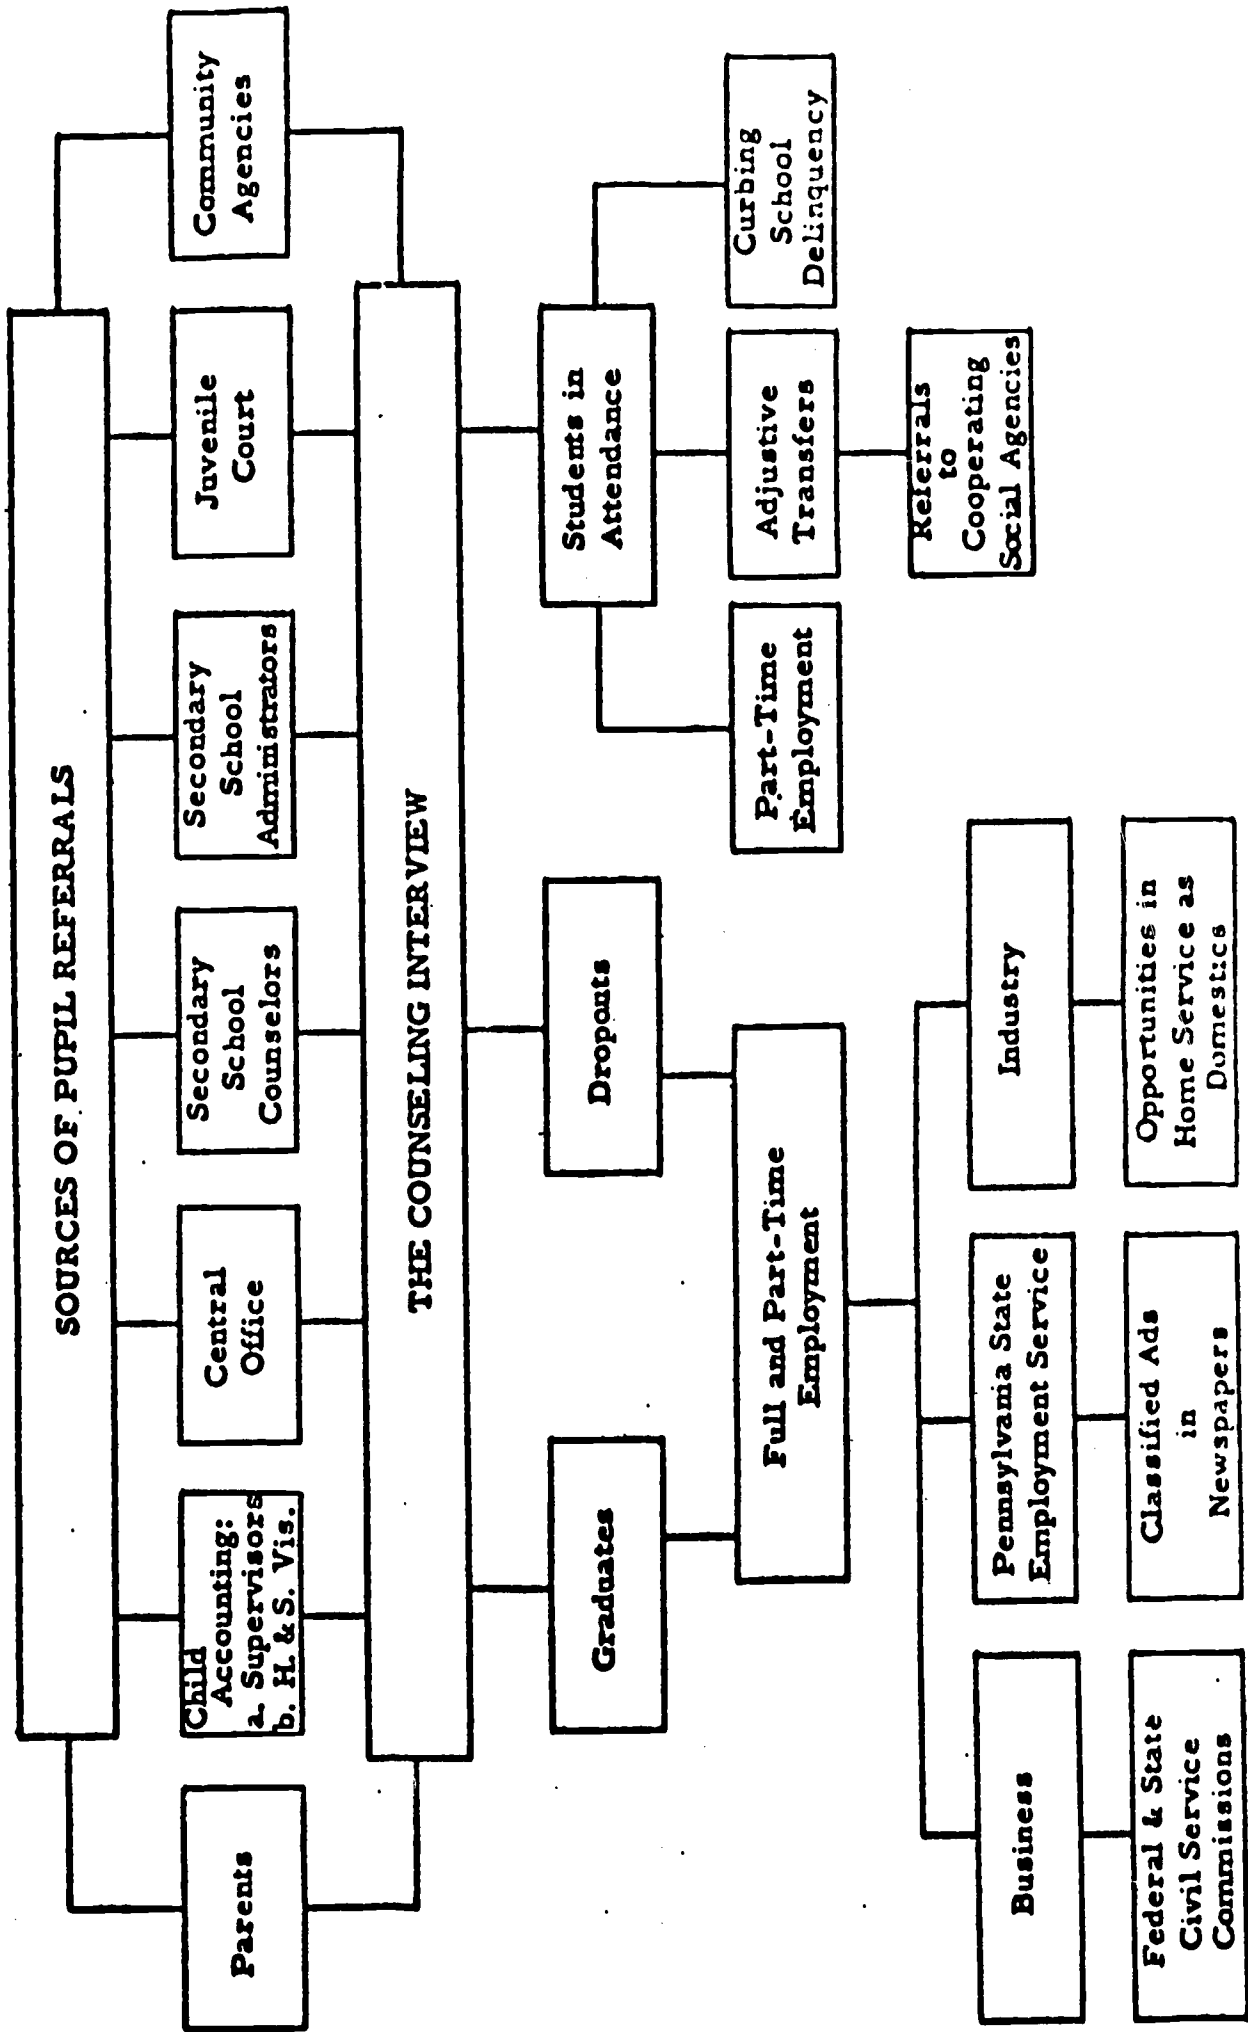 SOURCES OF PUPIL REFERRALS
Parents
Child
Accounting:
a. Supervisors
b. H. & S. Vis.
Central
Office
Secondary
School
Counselors
Secondary
School
Administrators
Juvenile
Court
Community
Agencies
THE COUNSELING INTERVIEW
Graduates
Dropouts
Students in
Attendance
Full and Part-Time
Employment
Part-Time
Employment
Adjustive
Transfers
Curbing
School
Delinquency
Referrals
to
Cooperating
Social Agencies
Business
Pennsylvania State
Employment Service
Industry
Federal & State
Civil Service
Commissions
Classified Ads
in
Newspapers
Opportunities in
Home Service as
Domestics